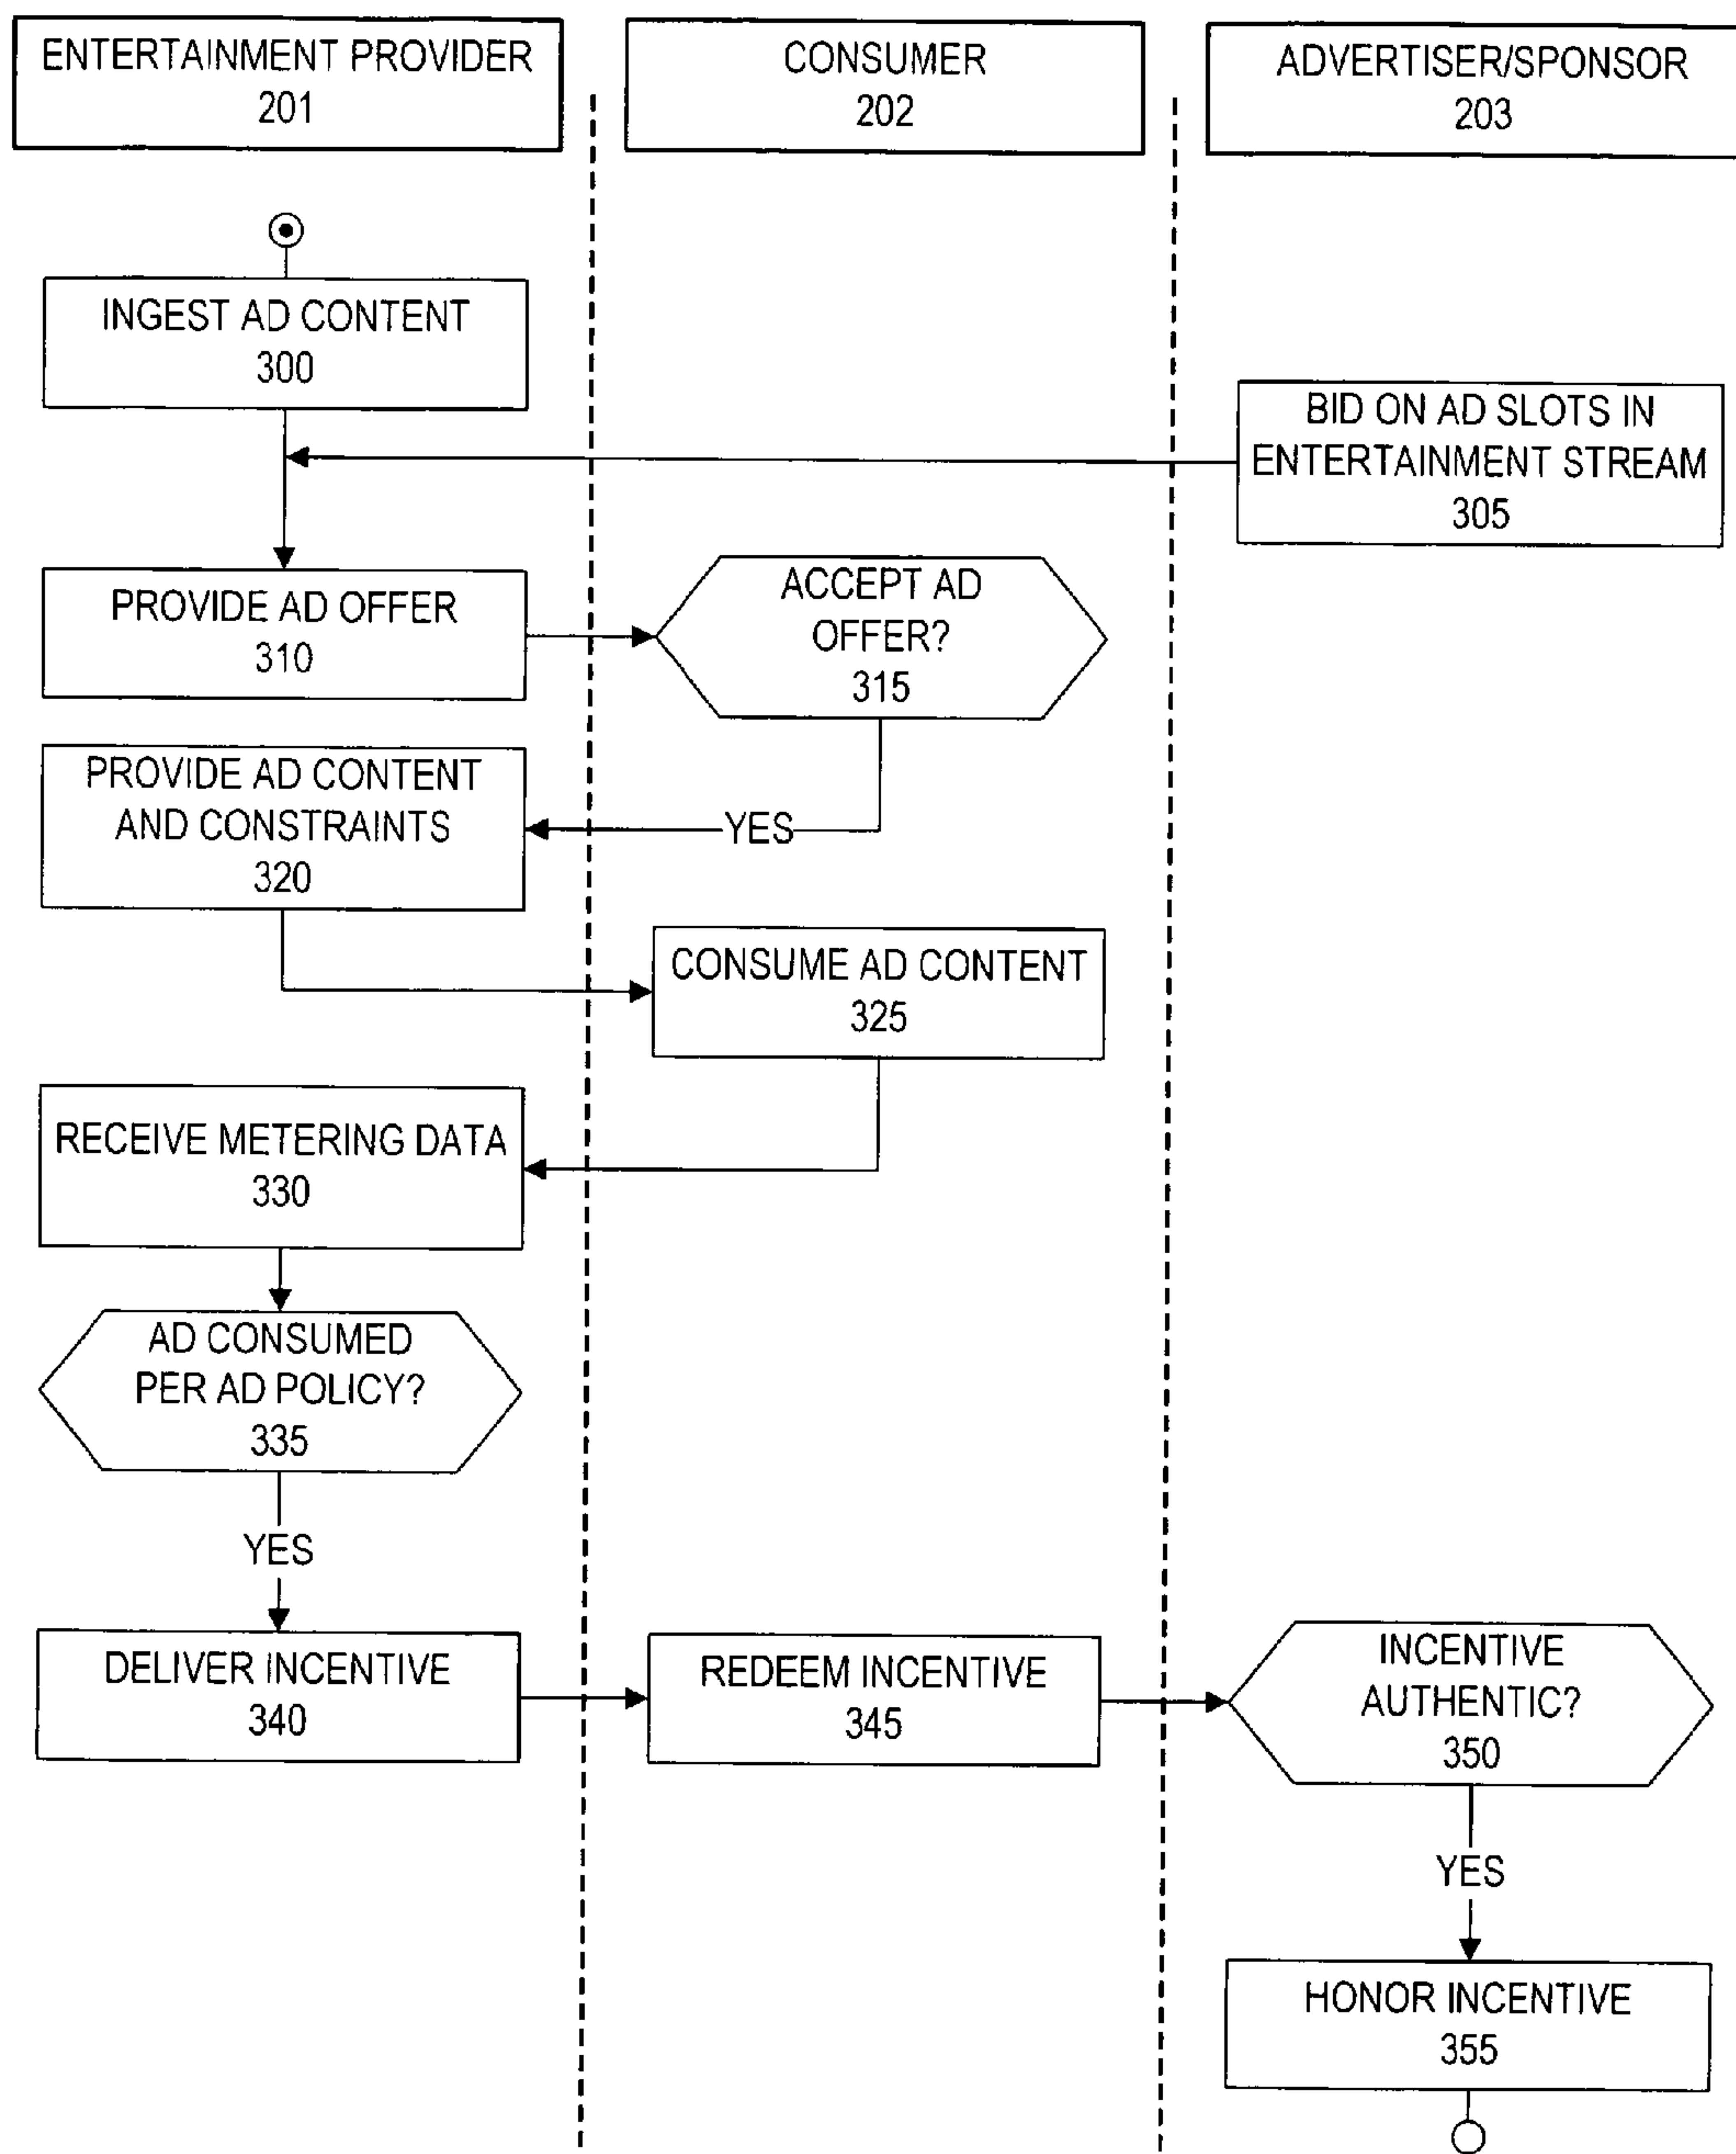 ENTERTAINMENT PROVIDER
201
CONSUMER
202
ADVERTISER/SPONSOR
203
INGEST AD CONTENT
300
BID ON AD SLOTS IN
ENTERTAINMENT STREAM
305
PROVIDE AD OFFER
310
ACCEPT AD
OFFER?
315
PROVIDE AD CONTENT
AND CONSTRAINTS
320
YES
CONSUME AD CONTENT
325
RECEIVE METERING DATA
330
AD CONSUMED
PER AD POLICY?
335
YES
DELIVER INCENTIVE
340
REDEEM INCENTIVE
345
INCENTIVE
AUTHENTIC?
350
YES
HONOR INCENTIVE
355